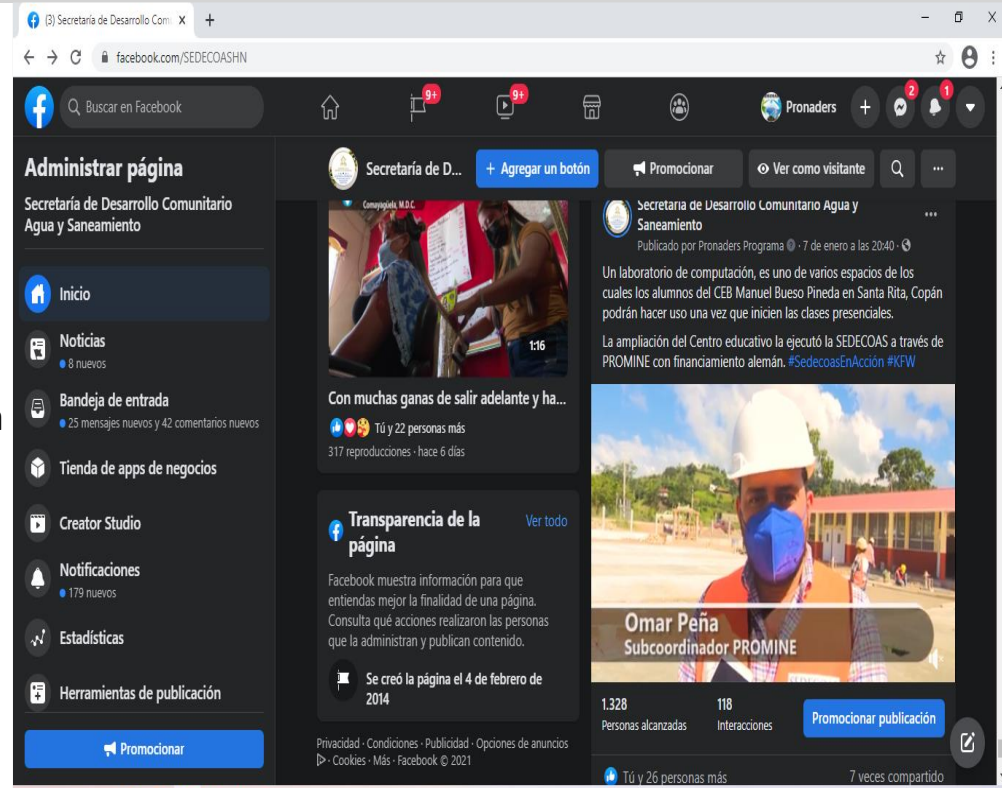 (3) Secretaría de Desarrollo Com
facebook.com/SEDECOASHN
Buscar en Facebook
9+
9+
Pronaders
2
1
Administrar página
Secretaría de Desarrollo Comunitario
Agua y Saneamiento
Inicio
Noticias
8 nuevos
Bandeja de entrada
25 mensajes nuevos y 42 comentarios nuevos
Tienda de apps de negocios
Creator Studio
Notificaciones
179 nuevos
Estadísticas
Herramientas de publicación
Promocionar
Secretaría de D...
+ Agregar un botón
Promocionar
Ver como visitante
...
Comayagüela, M.D.C.
1:16
Con muchas ganas de salir adelante y ha...
Tú y 22 personas más
317 reproducciones · hace 6 días
Transparencia de la
página
Ver todo
Facebook muestra información para que
entiendas mejor la finalidad de una página.
Consulta qué acciones realizaron las personas
que la administran y publican contenido.
Se creó la página el 4 de febrero de
2014
Privacidad · Condiciones · Publicidad · Opciones de anuncios
· Cookies · Más · Facebook © 2021
Secretaría de Desarrollo Comunitario Agua y
Saneamiento
...
Publicado por Pronaders Programa · 7 de enero a las 20:40 ·
Un laboratorio de computación, es uno de varios espacios de los
cuales los alumnos del CEB Manuel Bueso Pineda en Santa Rita, Copán
podrán hacer uso una vez que inicien las clases presenciales.
La ampliación del Centro educativo la ejecutó la SEDECOAS a través de
PROMINE con financiamiento alemán. #SedecoasEnAcción #KFW
Omar Peña
Subcoordinador PROMINE
1.328
Personas alcanzadas
118
Interacciones
Promocionar publicación
Tú y 26 personas más
7 veces compartido